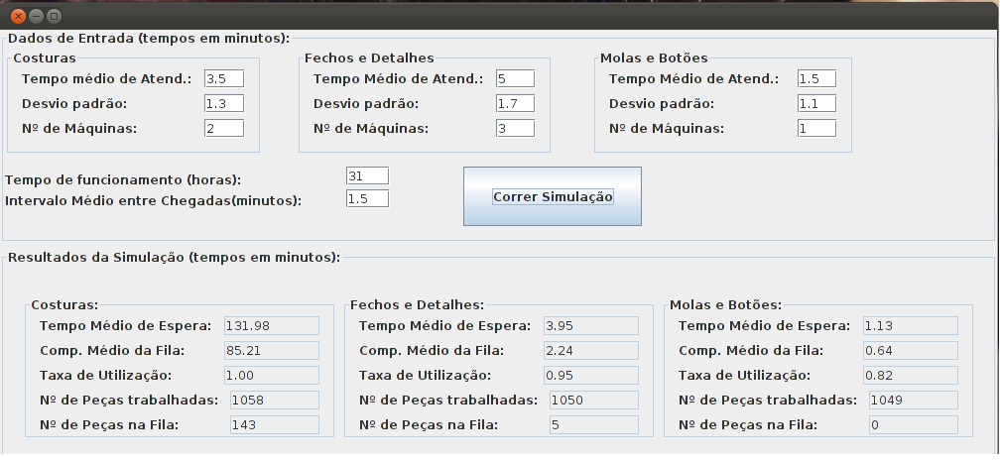 Dados de Entrada (tempos em minutos):
Costuras
Tempo médio de Atend.: 3.5
Desvio padrão: 1.3
Nº de Máquinas: 2
Fechos e Detalhes
Tempo Médio de Atend.: 5
Desvio padrão: 1.7
Nº de Máquinas: 3
Molas e Botões
Tempo Médio de Atend.: 1.5
Desvio padrão: 1.1
Nº de Máquinas: 1
Tempo de funcionamento (horas): 31
Intervalo Médio entre Chegadas(minutos): 1.5
Correr Simulação
Resultados da Simulação (tempos em minutos):
Costuras:
Tempo Médio de Espera: 131.98
Comp. Médio da Fila: 85.21
Taxa de Utilização: 1.00
Nº de Peças trabalhadas: 1058
Nº de Peças na Fila: 143
Fechos e Detalhes:
Tempo Médio de Espera: 3.95
Comp. Médio da Fila: 2.24
Taxa de Utilização: 0.95
Nº de Peças trabalhadas: 1050
Nº de Peças na Fila: 5
Molas e Botões:
Tempo Médio de Espera: 1.13
Comp. Médio da Fila: 0.64
Taxa de Utilização: 0.82
Nº de Peças trabalhadas: 1049
Nº de Peças na Fila: 0